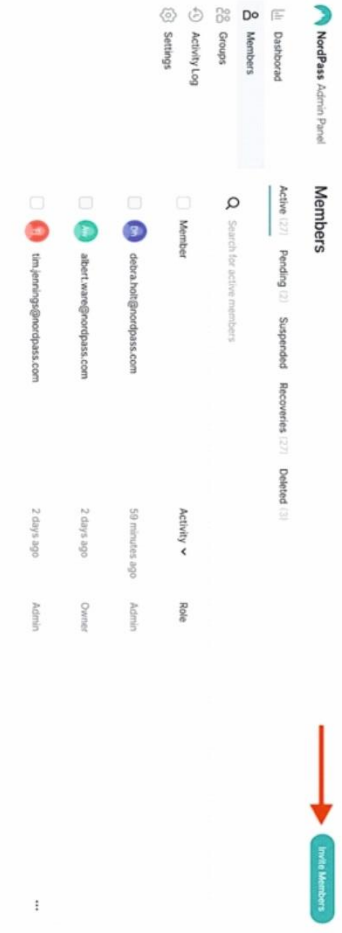 NordPass Admin Panel
Dashborad
Members
Groups
Activity Log
Settings
Members
Invite Members
Active (27) Pending (2) Suspended Recoveries (27) Deleted (3)
Search for active members
Member Activity Role
debra.holt@nordpass.com 59 minutes ago Admin
albert.ware@nordpass.com 2 days ago Owner
tim.jennings@nordpass.com 2 days ago Admin